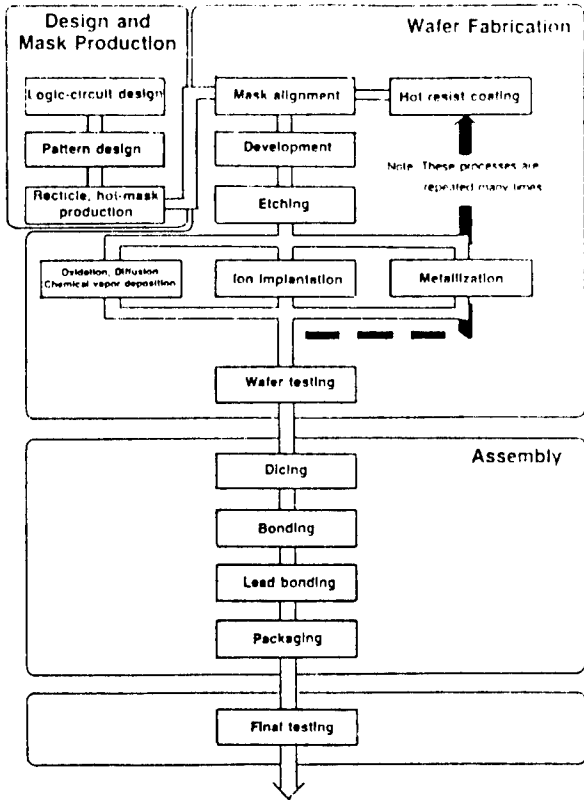 Design and
Mask Production
Logic-circuit design
Pattern design
Recticle, hot-mask
production
Wafer Fabrication
Mask alignment
Hot resist coating
Development
Note: These processes are
repeated many times
Etching
Oxidation, Diffusion
Chemical vapor deposition
Ion Implantation
Metallization
Wafer testing
Assembly
Dicing
Bonding
Lead bonding
Packaging
Final testing